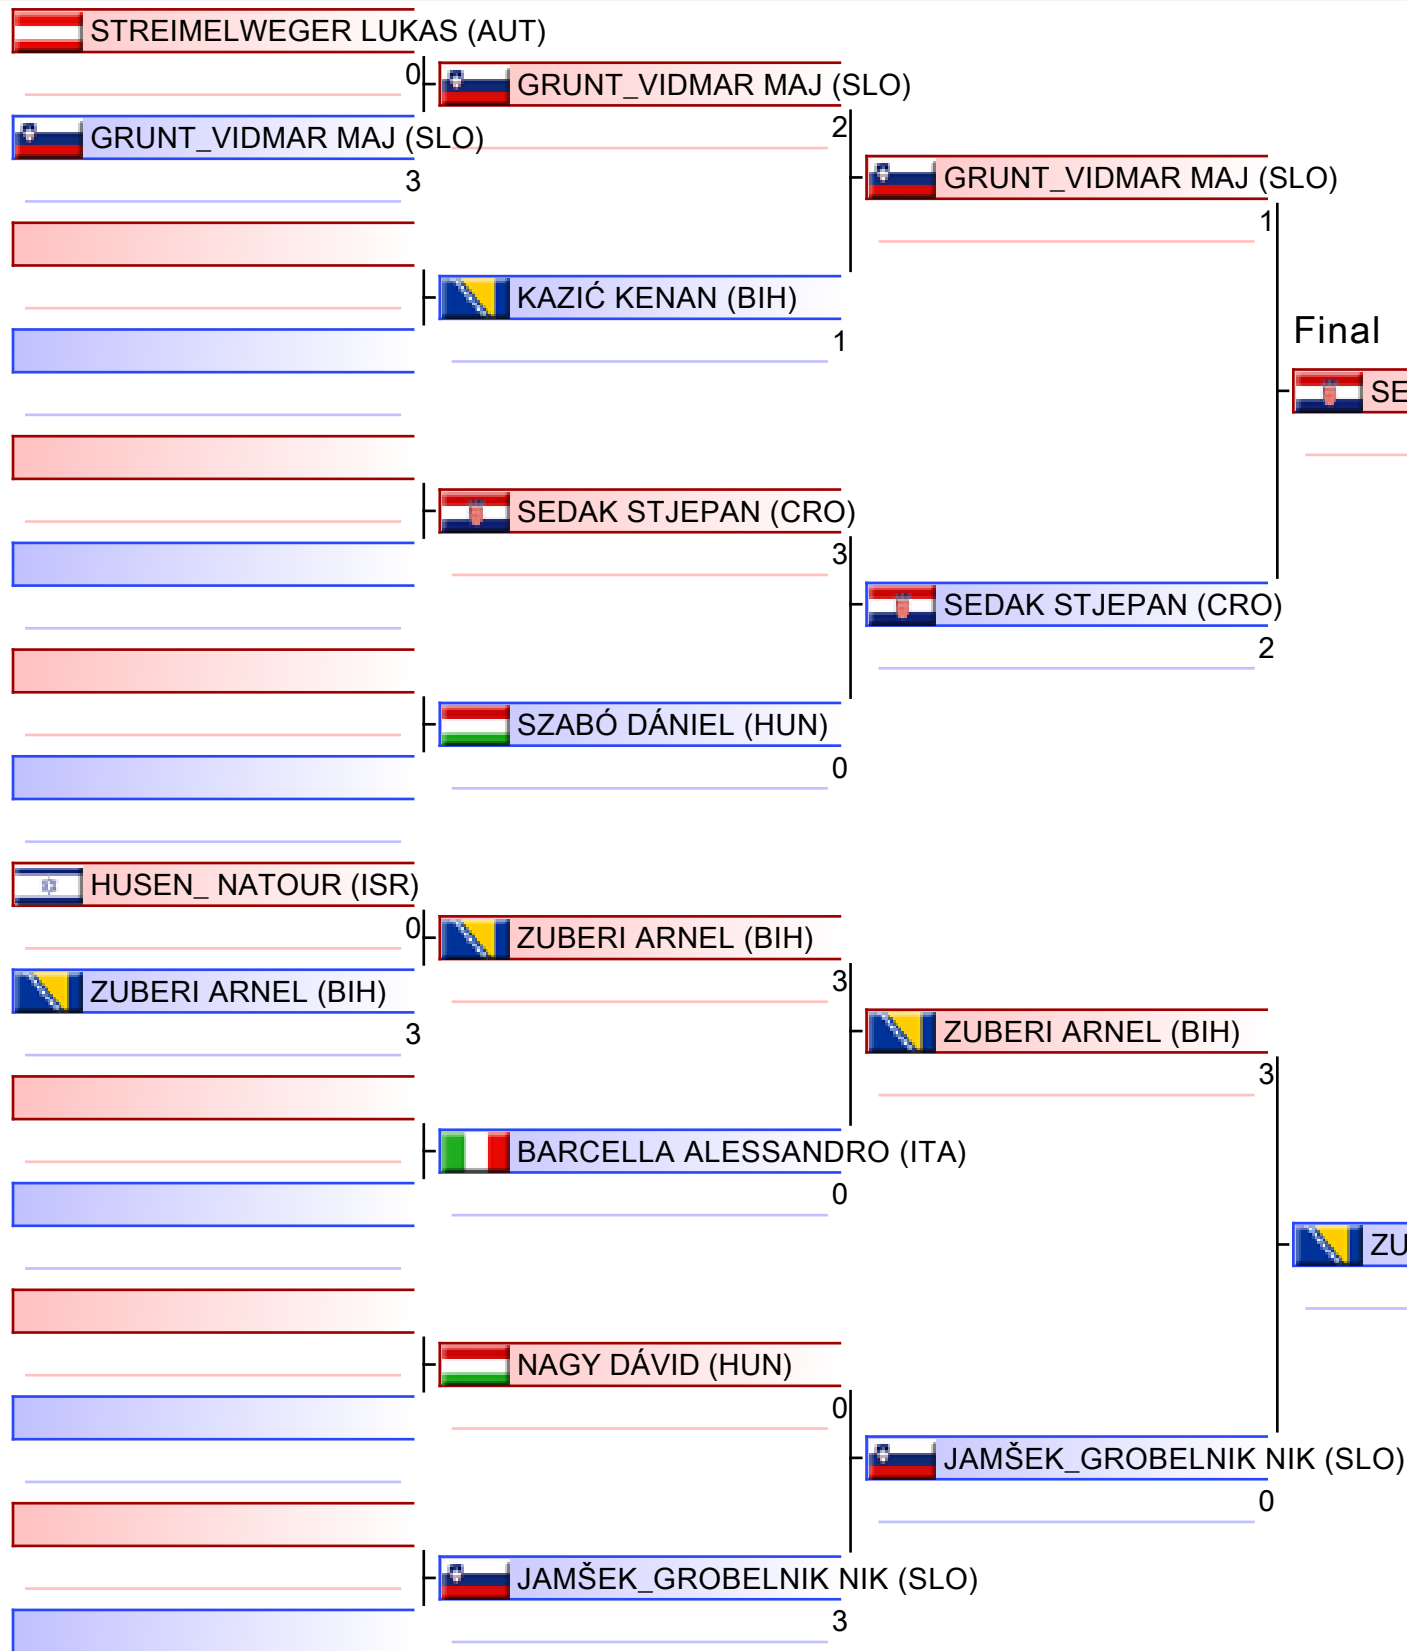 STREIMELWEGER LUKAS (AUT)
0
GRUNT_VIDMAR MAJ (SLO)
3
GRUNT_VIDMAR MAJ (SLO)
2
KAZIĆ KENAN (BIH)
1
SEDAK STJEPAN (CRO)
3
SZABÓ DÁNIEL (HUN)
0
GRUNT_VIDMAR MAJ (SLO)
1
SEDAK STJEPAN (CRO)
2
Final
SE
HUSEN_ NATOUR (ISR)
0
ZUBERI ARNEL (BIH)
3
ZUBERI ARNEL (BIH)
3
BARCELLA ALESSANDRO (ITA)
0
NAGY DÁVID (HUN)
0
JAMŠEK_GROBELNIK NIK (SLO)
3
ZUBERI ARNEL (BIH)
3
JAMŠEK_GROBELNIK NIK (SLO)
0
ZU